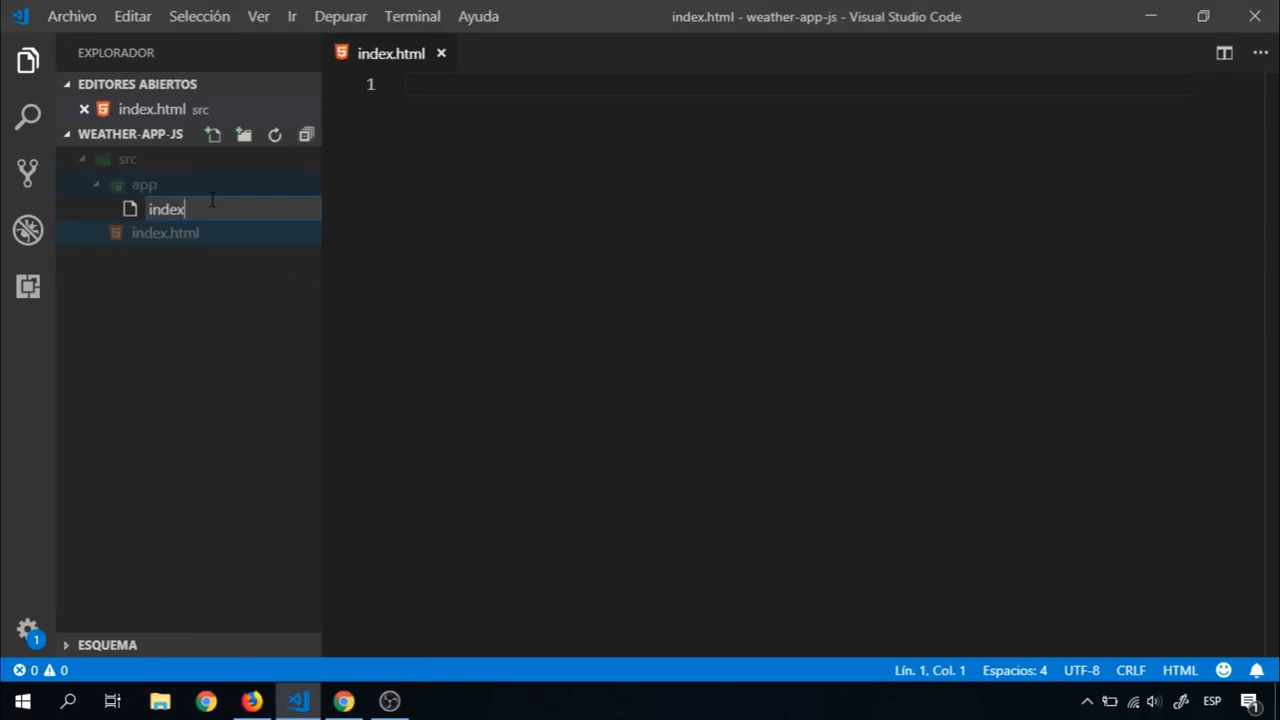 Archivo Editar Selección Ver Ir Depurar Terminal Ayuda index.html - weather-app-js - Visual Studio Code
EXPLORADOR
index.html
EDITORES ABIERTOS
1
index.html src
WEATHER-APP-JS
src
app
index
index.html
ESQUEMA
1
0 0 Lín. 1, Col. 1 Espacios: 4 UTF-8 CRLF HTML
ESP 1